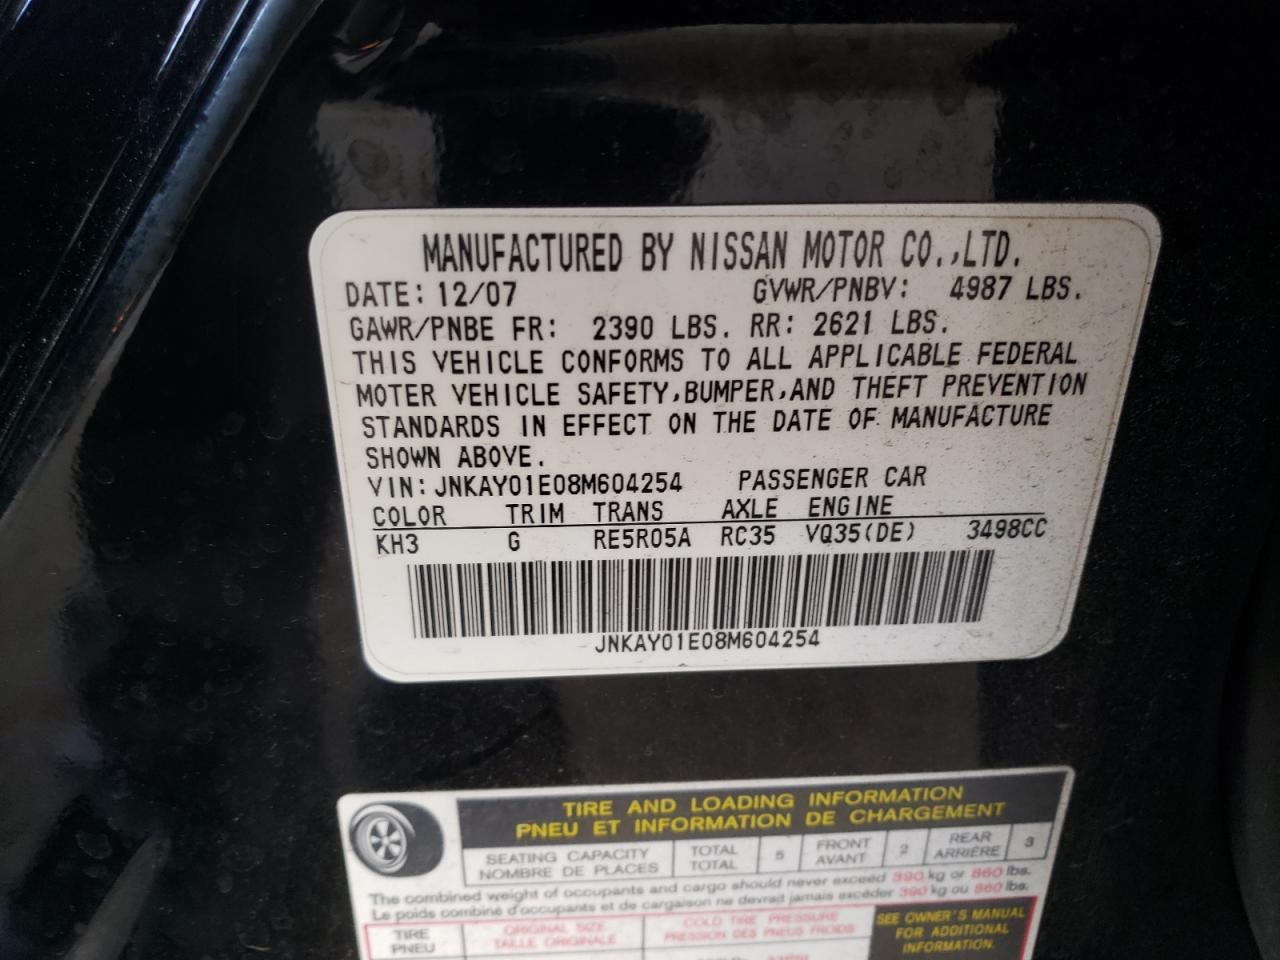 MANUFACTURED BY NISSAN MOTOR CO.,LTD.
DATE: 12/07 GVWR/PNBV: 4987 LBS.
GAWR/PNBE FR: 2390 LBS. RR: 2621 LBS.
THIS VEHICLE CONFORMS TO ALL APPLICABLE FEDERAL
MOTER VEHICLE SAFETY,BUMPER,AND THEFT PREVENTION
STANDARDS IN EFFECT ON THE DATE OF MANUFACTURE
SHOWN ABOVE.
VIN: JNKAY01E08M604254 PASSENGER CAR
COLOR TRIM TRANS AXLE ENGINE
KH3 G RE5R05A RC35 VQ35(DE) 3498CC
JNKAY01E08M604254
TIRE AND LOADING INFORMATION
PNEU ET INFORMATION DE CHARGEMENT
SEATING CAPACITY TOTAL 5 FRONT 2 REAR 3
NOMBRE DE PLACES TOTAL AVANT ARRIÈRE
The combined weight of occupants and cargo should never exceed 390 kg or 860 lbs.
Le poids combiné d'occupants et de cargaison ne devrait jamais excéder 390 kg ou 860 lbs.
TIRE ORIGINAL SIZE COLD TIRE PRESSURE
PNEU TAILLE ORIGINALE PRESSION DES PNEUS FROIDS
SEE OWNER'S MANUAL
FOR ADDITIONAL
INFORMATION.